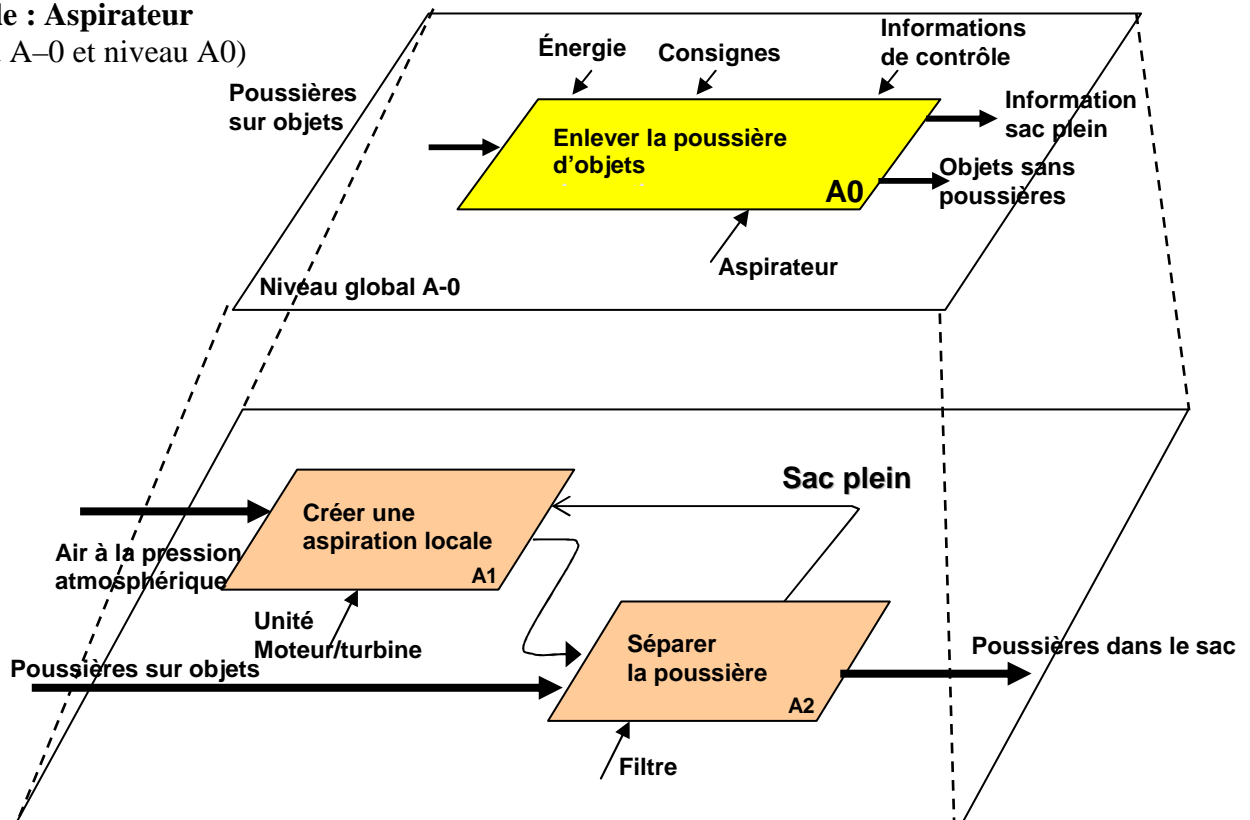 le : Aspirateur
A–0 et niveau A0)
Énergie
Consignes
Informations
de contrôle
Poussières
sur objets
Information
sac plein
Enlever la poussière
d'objets
A0
Objets sans
poussières
Aspirateur
Niveau global A-0
Sac plein
Créer une
aspiration locale
A1
Air à la pression
atmosphérique
Unité
Moteur/turbine
Séparer
la poussière
A2
Poussières sur objets
Poussières dans le sac
Filtre